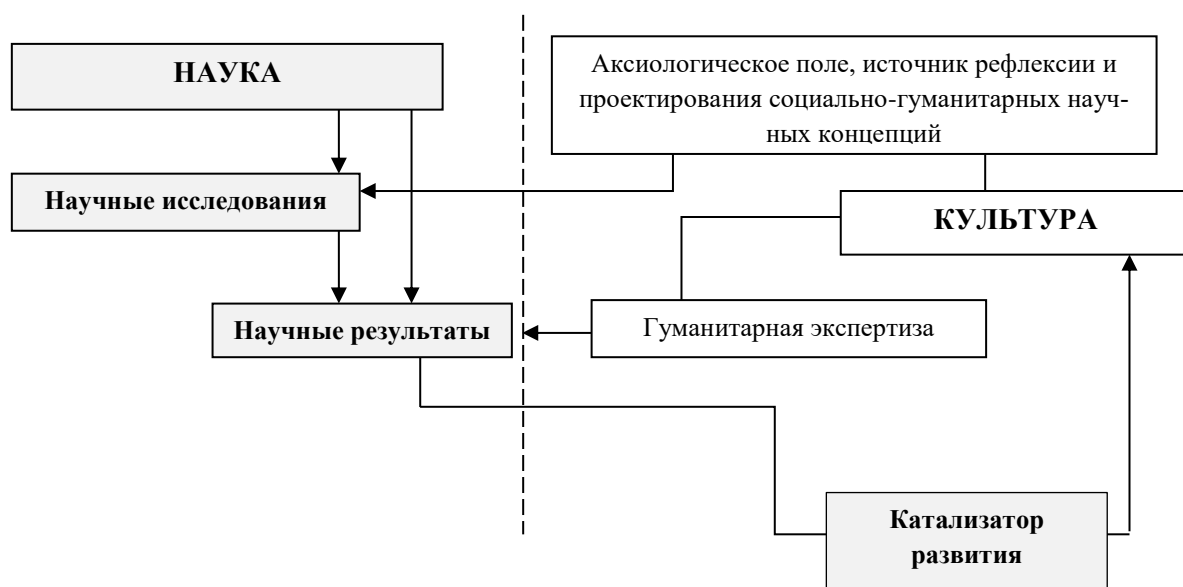 НАУКА
Аксиологическое поле, источник рефлексии и
проектирования социально-гуманитарных науч-
ных концепций
Научные исследования
КУЛЬТУРА
Научные результаты
Гуманитарная экспертиза
Катализатор
развития